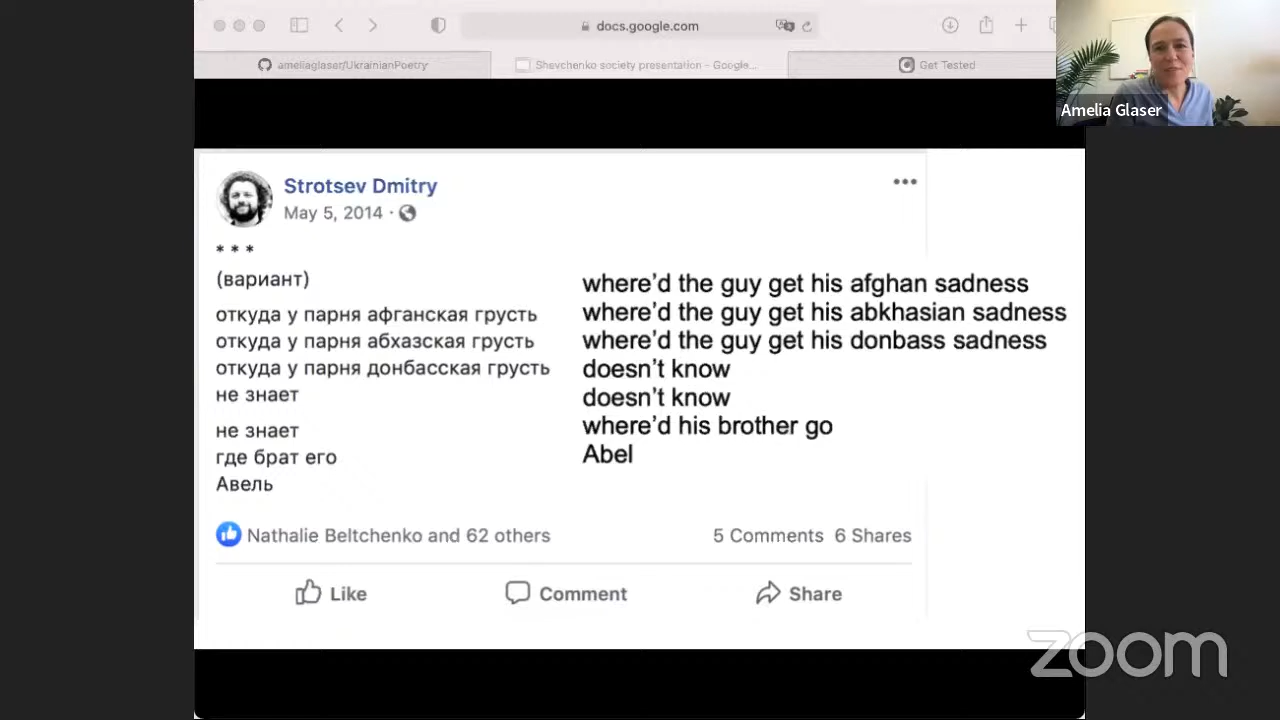 docs.google.com
ameliaglaser/UkrainianPoetry
Shevchenko society presentation - Google...
Get Tested
Amelia Glaser
Strotsev Dmitry
May 5, 2014 ·
* * *
(вариант)
откуда у парня афганская грусть
откуда у парня абхазская грусть
откуда у парня донбасская грусть
не знает
не знает
где брат его
Авель
where’d the guy get his afghan sadness
where’d the guy get his abkhasian sadness
where’d the guy get his donbass sadness
doesn’t know
doesn’t know
where’d his brother go
Abel
Nathalie Beltchenko and 62 others
5 Comments 6 Shares
Like
Comment
Share
zoom